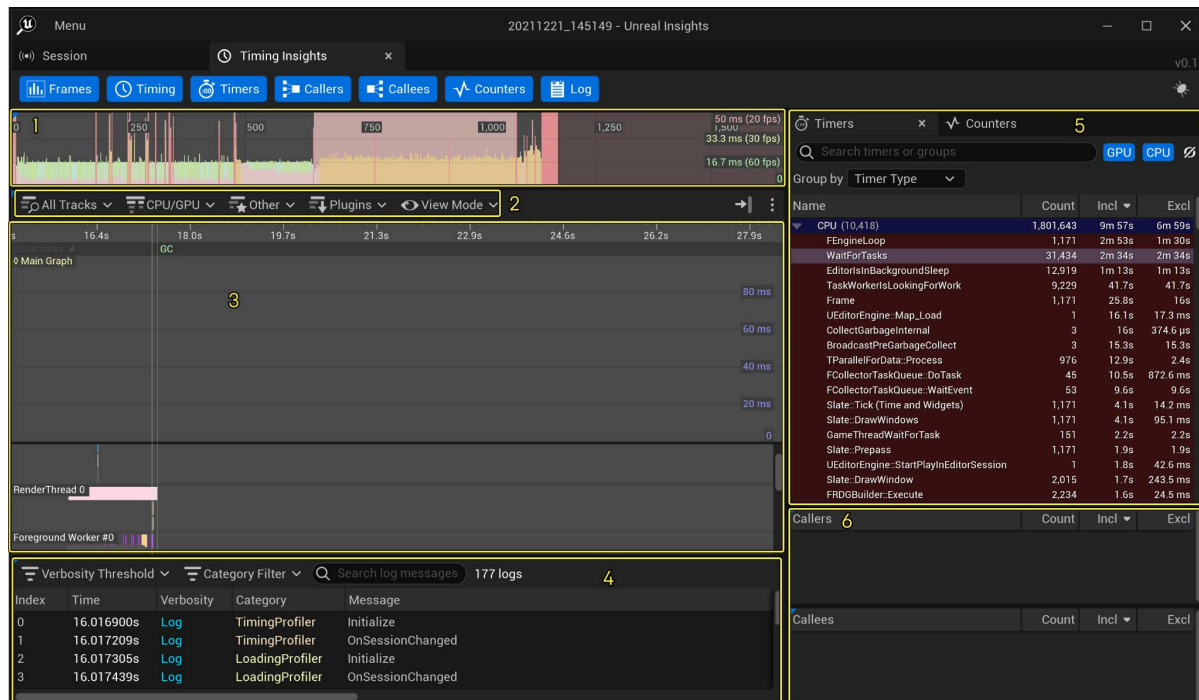 Menu
20211221_145149 - Unreal Insights
Session
Timing Insights
v0.1
Frames Timing Timers Callers Callees Counters Log
1
0 250 500 750 1,000 1,250 1,500
50 ms (20 fps)
33.3 ms (30 fps)
16.7 ms (60 fps)
0
All Tracks CPU/GPU Other Plugins View Mode 2
s 16.4s 18.0s 19.7s 21.3s 22.9s 24.6s 26.2s 27.9s
Bookmarks GC
Main Graph
3
80 ms
60 ms
40 ms
20 ms
0
RenderThread 0
Foreground Worker #0
Verbosity Threshold Category Filter Search log messages 177 logs 4
Index Time Verbosity Category Message
0 16.016900s Log TimingProfiler Initialize
1 16.017209s Log TimingProfiler OnSessionChanged
2 16.017305s Log LoadingProfiler Initialize
3 16.017439s Log LoadingProfiler OnSessionChanged
Timers Counters 5
Search timers or groups GPU CPU
Group by Timer Type
Name Count Incl Excl
CPU (10,418) 1,801,643 9m 57s 6m 59s
FEngineLoop 1,171 2m 53s 1m 30s
WaitForTasks 31,434 2m 34s 2m 34s
EditorIsInBackgroundSleep 12,919 1m 13s 1m 13s
TaskWorkerIsLookingForWork 9,229 41.7s 41.7s
Frame 1,171 25.8s 16s
UEditorEngine::Map_Load 1 16.1s 17.3 ms
CollectGarbageInternal 3 16s 374.6 µs
BroadcastPreGarbageCollect 3 15.3s 15.3s
TParallelForData::Process 976 12.9s 2.4s
FCollectorTaskQueue::DoTask 45 10.5s 872.6 ms
FCollectorTaskQueue::WaitEvent 53 9.6s 9.6s
Slate::Tick (Time and Widgets) 1,171 4.1s 14.2 ms
Slate::DrawWindows 1,171 4.1s 95.1 ms
GameThreadWaitForTask 151 2.2s 2.2s
Slate::Prepass 1,171 1.9s 1.9s
UEditorEngine::StartPlayInEditorSession 1 1.8s 42.6 ms
Slate::DrawWindow 2,015 1.7s 243.5 ms
FRDGBuilder::Execute 2,234 1.6s 24.5 ms
Callers 6 Count Incl Excl
Callees Count Incl Excl